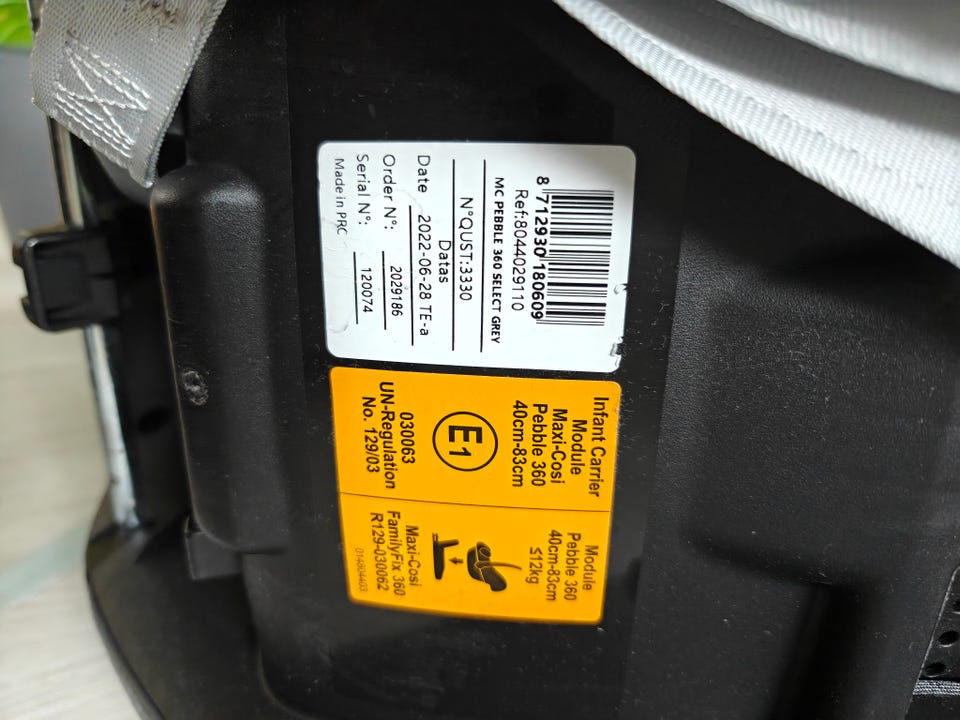 8 712930 180609
Ref:8044029110
MC PEBBLE 360 SELECT GREY
N°QUST:3330
Datas
Date 2022-06-28 TE-a
Order N°: 2029186
Serial N°: 120074
Made in PRC
Infant Carrier
Module
Maxi-Cosi
Pebble 360
40cm-83cm
E1
030063
UN-Regulation
No. 129/03
Module
Pebble 360
40cm-83cm
≤12kg
Maxi-Cosi
FamilyFix 360
R129-030062
014804403